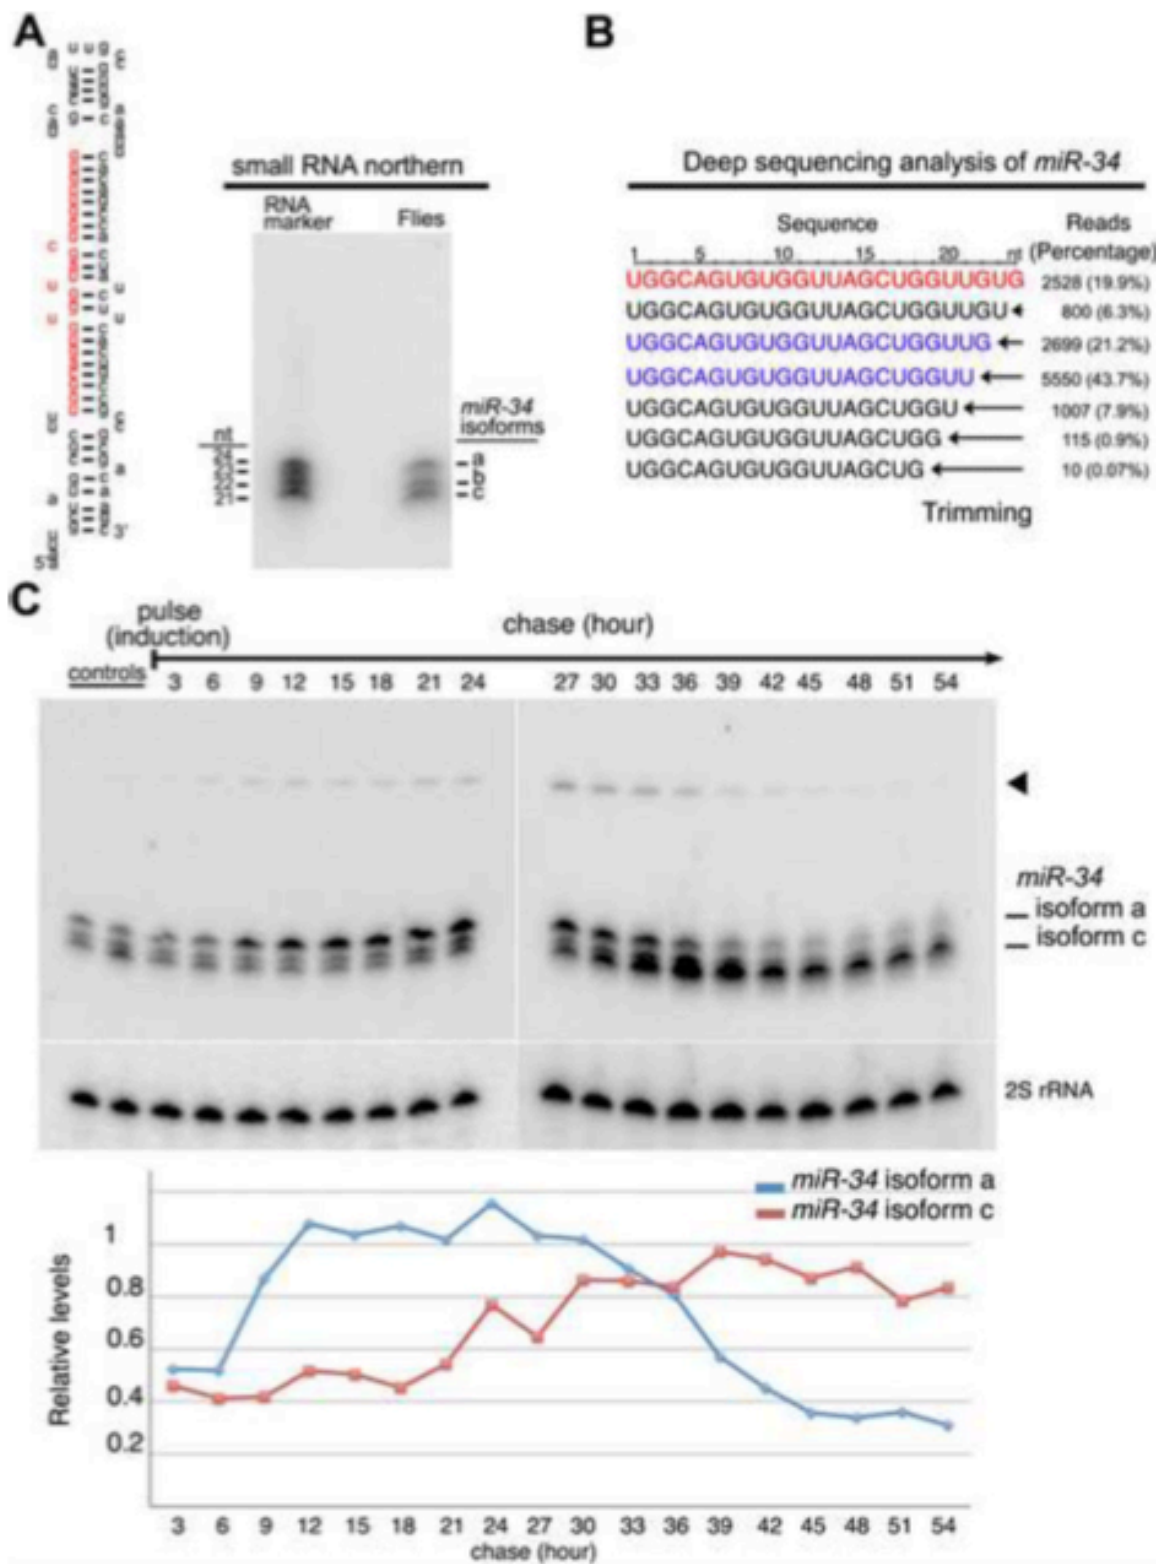 A
B
small RNA northern
RNA
marker
Flies
miR-34
isoforms
nt
a
c
Deep sequencing analysis of miR-34
Sequence
Reads
(Percentage)
1 5 10 15 20 nt
UGGCAGUGUGGUUAGCUGGUUGUG 2528 (19.9%)
UGGCAGUGUGGUUAGCUGGUUGU 800 (6.3%)
UGGCAGUGUGGUUAGCUGGUUG 2699 (21.2%)
UGGCAGUGUGGUUAGCUGGUU 5550 (43.7%)
UGGCAGUGUGGUUAGCUGGU 1007 (7.9%)
UGGCAGUGUGGUUAGCUGG 115 (0.9%)
UGGCAGUGUGGUUAGCUG 10 (0.07%)
Trimming
C
pulse
(induction)
chase (hour)
controls
3 6 9 12 15 18 21 24 27 30 33 36 39 42 45 48 51 54
miR-34
isoform a
isoform c
2S rRNA
miR-34 isoform a
miR-34 isoform c
Relative levels
1
0.8
0.6
0.4
0.2
3 6 9 12 15 18 21 24 27 30 33 36 39 42 45 48 51 54
chase (hour)